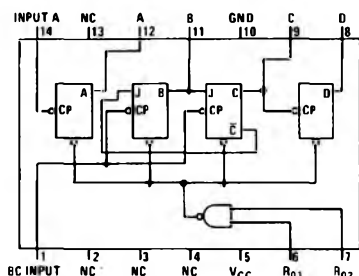 INPUT A NC A B GND C D
14 13 12 11 10 9 8
A J B J C D
CP CP CP C̅ CP
1 2 3 4 5 6 7
BC INPUT NC NC NC VCC R01 R02